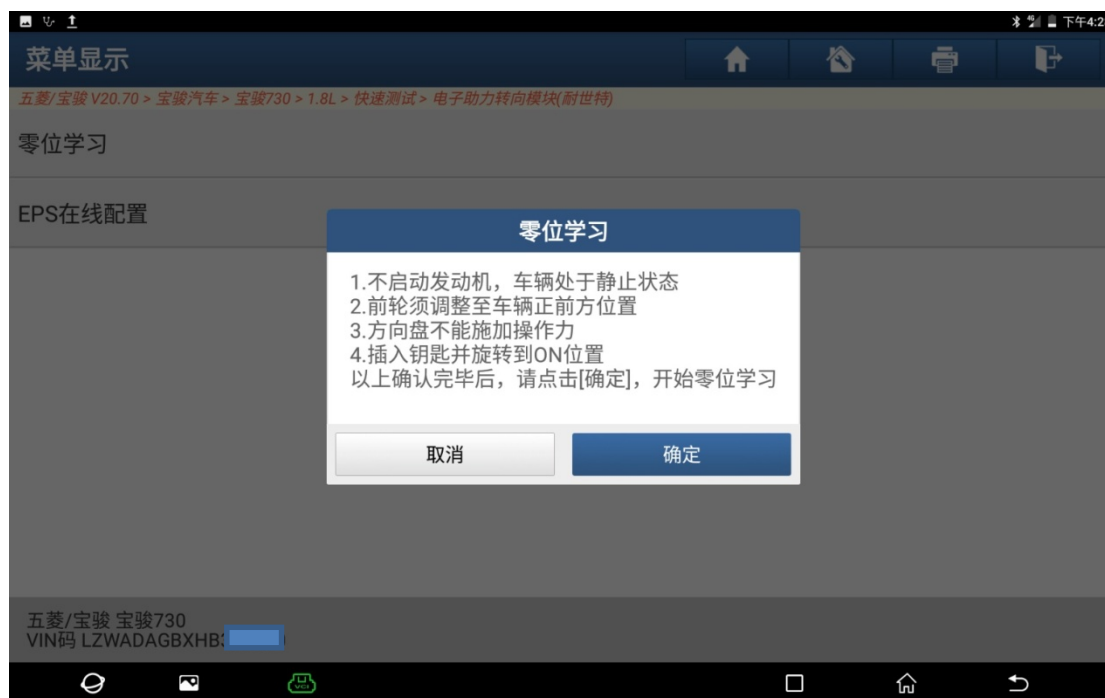 下午4:2
菜单显示
五菱/宝骏 V20.70 > 宝骏汽车 > 宝骏730 > 1.8L > 快速测试 > 电子助力转向模块(耐世特)
零位学习
EPS在线配置
零位学习
1.不启动发动机，车辆处于静止状态
2.前轮须调整至车辆正前方位置
3.方向盘不能施加操作力
4.插入钥匙并旋转到ON位置
以上确认完毕后，请点击[确定]，开始零位学习
取消
确定
五菱/宝骏 宝骏730
VIN码 LZWADAGBXHB
VCI